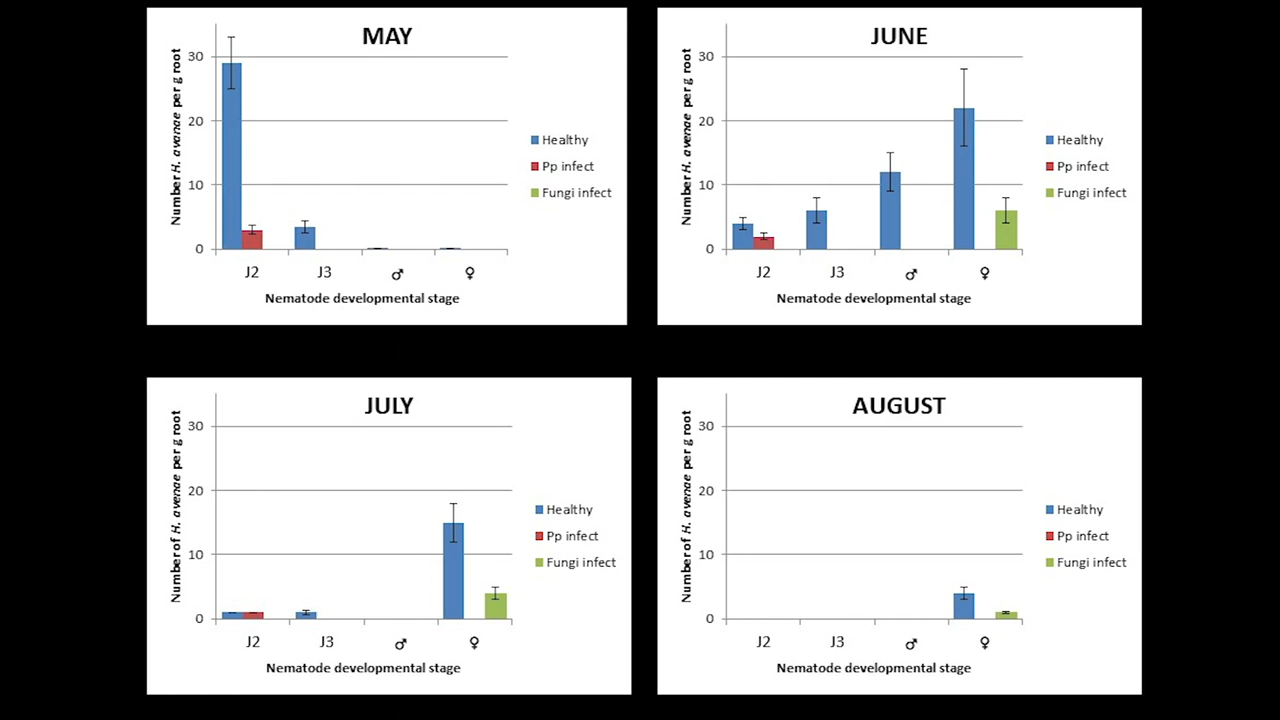 MAY
Number H. avanae per g root
30
20
10
0
J2 J3 ♂ ♀
Nematode developmental stage
Healthy
Pp infect
Fungi infect
JUNE
Number H. avenae per g root
30
20
10
0
J2 J3 ♂ ♀
Nematode developmental stage
Healthy
Pp infect
Fungi infect
JULY
Number of H. avenae per g root
30
20
10
0
J2 J3 ♂ ♀
Nematode developmental stage
Healthy
Pp infect
Fungi infect
AUGUST
Number of H. avenae per g root
30
20
10
0
J2 J3 ♂ ♀
Nematode developmental stage
Healthy
Pp infect
Fungi infect